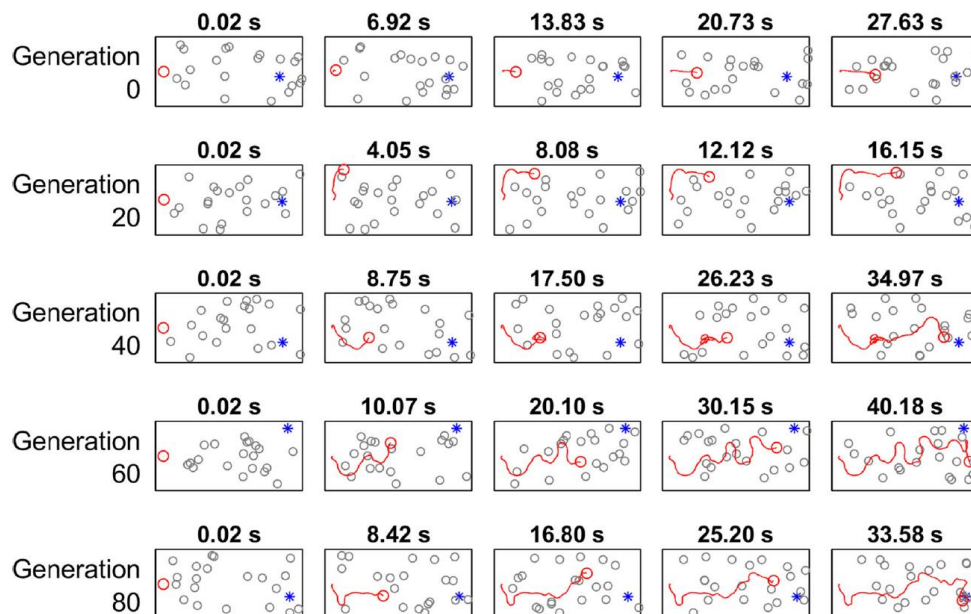 0.02 s 6.92 s 13.83 s 20.73 s 27.63 s
Generation
0
0.02 s 4.05 s 8.08 s 12.12 s 16.15 s
Generation
20
0.02 s 8.75 s 17.50 s 26.23 s 34.97 s
Generation
40
0.02 s 10.07 s 20.10 s 30.15 s 40.18 s
Generation
60
0.02 s 8.42 s 16.80 s 25.20 s 33.58 s
Generation
80